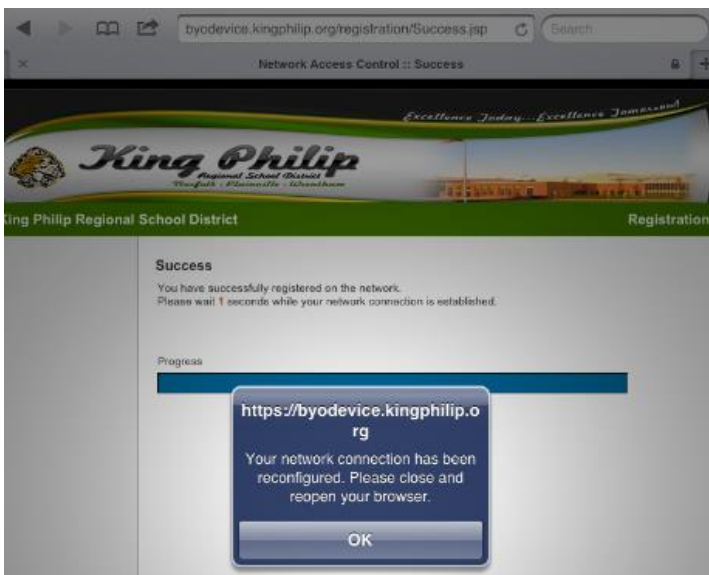 byodevice.kingphilip.org/registration/Success.jsp
Search
Network Access Control :: Success
Excellence Today...Excellence Tomorrow!
King Philip
Regional School District
Norfolk - Plainville - Wrentham
King Philip Regional School District
Registration
Success
You have successfully registered on the network.
Please wait 1 seconds while your network connection is established.
Progress
https://byodevice.kingphilip.o
rg
Your network connection has been
reconfigured. Please close and
reopen your browser.
OK